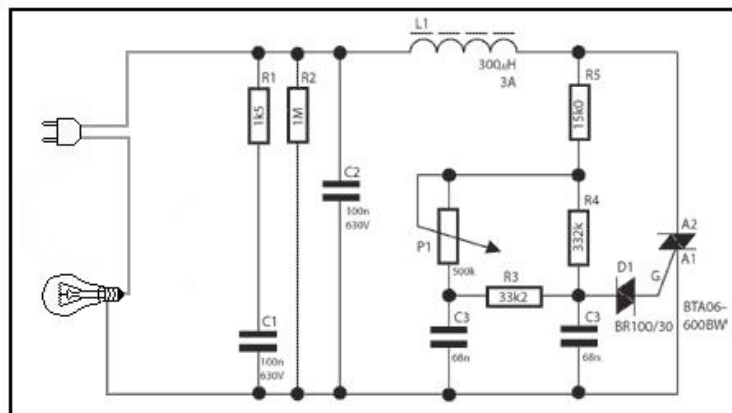 L1
300μH
3A
R1
1k5
R2
1M
C2
100n
630V
R5
15k0
P1
500k
R4
332k
R3
33k2
D1
BR100/30
G
A2
A1
BTA06-
600BW
C1
100n
630V
C3
68n
C3
68n